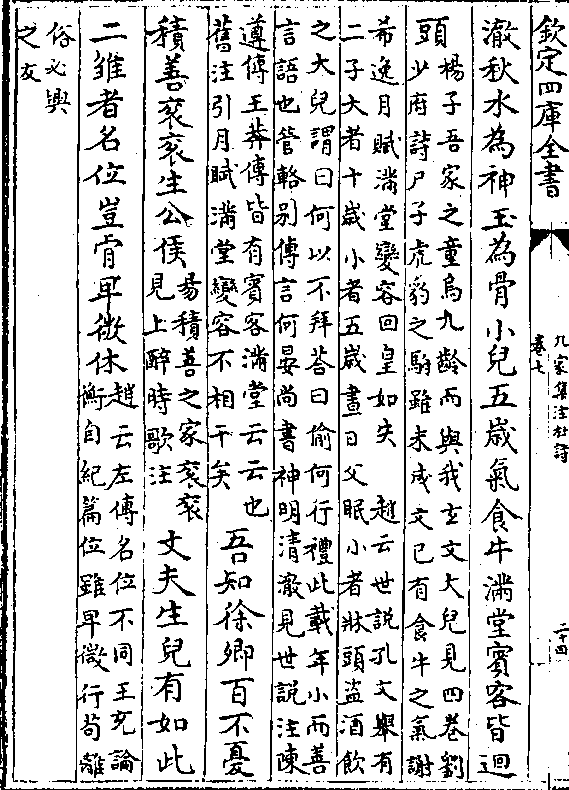 欽定四庫全書
九家集注杜詩
卷七
二十四
澈秋水為神玉為骨小兒五歲氣食牛滿堂賓客皆迴
頭
楊子吾家之童烏九齡而與我玄文大兒見四卷劉
少府詩尸子虎豹之駒雖未成文已有食牛之氣謝
希逸月賦滿堂變容回皇如失 趙云世說孔文舉有
二子大者十歲小者五歲晝日父眠小者牀頭盜酒飲
之大兒謂曰何以不拜荅曰偷何行禮此載年小而善
言語也管輅别傳言何晏尚書神明清澈見世說注陳
遵傳王莽傳皆有賓客滿堂云云也
舊注引月賦滿堂變容不相干矣
吾知徐卿百不憂
積善衮衮生公侯
易積善之家衮衮
見上醉時歌注
丈夫生兒有如此
二雛者名位豈肯卑微休
趙云左傳名位不同王充論
衡自紀篇位雖卑微行苟離
俗必與
之友